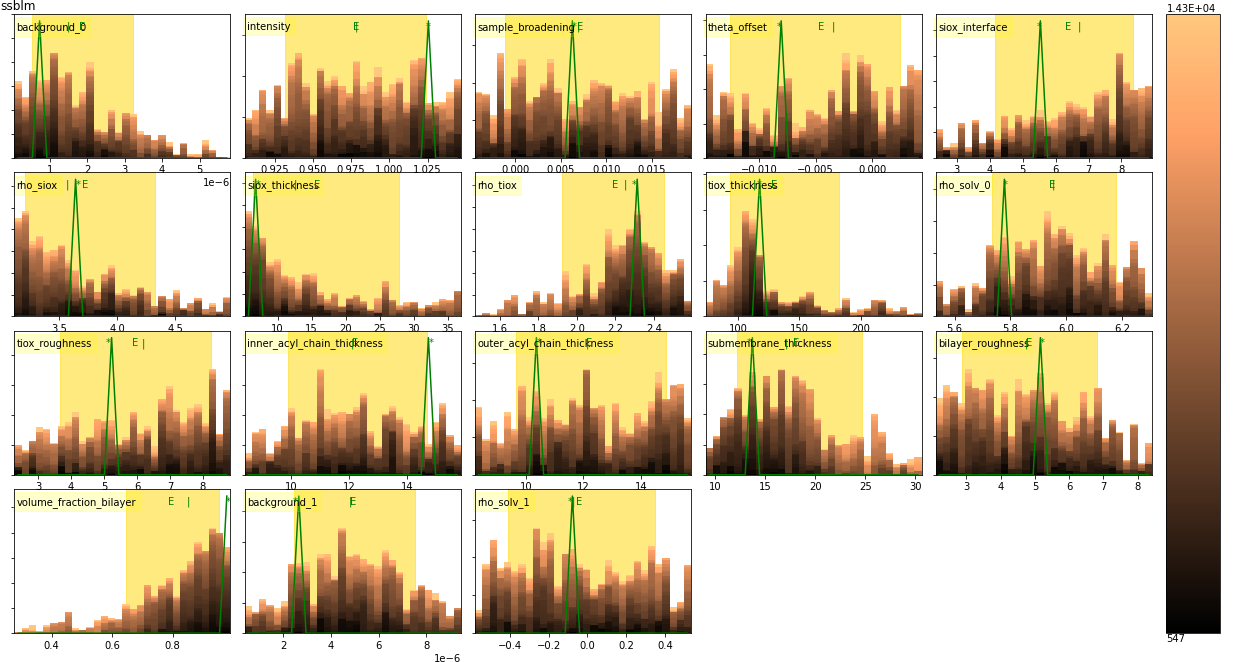 ssblm
1.43E+04
background_0 | E
intensity E | *
sample_broadening * E
theta_offset * E |
siox_interface * E |
1 2 3 4 5
1e-6
0.925 0.950 0.975 1.000 1.025
0.000 0.005 0.010 0.015
−0.010 −0.005 0.000
3 4 5 6 7 8
rho_siox | * E
siox_thickness * | E
rho_tiox E | *
tiox_thickness E
rho_solv_0 * E
3.5 4.0 4.5
10 15 20 25 30 35
1.6 1.8 2.0 2.2 2.4
100 150 200
5.6 5.8 6.0 6.2
tiox_roughness * E |
inner_acyl_chain_thickness E *
outer_acyl_chain_thickness * E
submembrane_thickness * | E
bilayer_roughness E *
3 4 5 6 7 8
10 12 14
10 12 14
10 15 20 25 30
3 4 5 6 7 8
volume_fraction_bilayer E | *
background_1 * | E
rho_solv_1 * E
0.4 0.6 0.8
2 4 6 8
1e-6
−0.4 −0.2 0.0 0.2 0.4
547